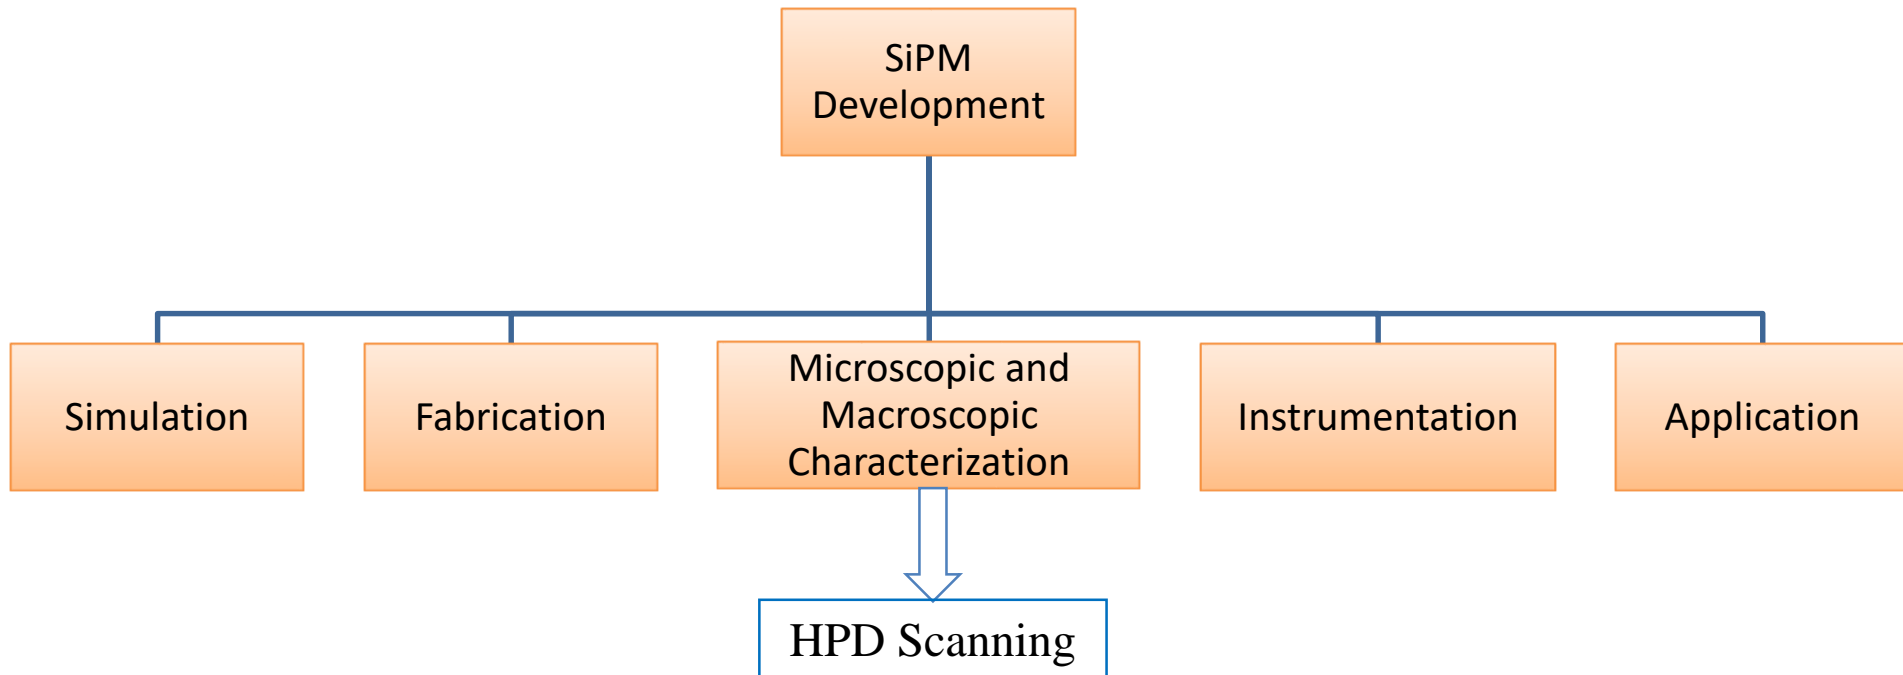 SiPM
Development
Simulation
Fabrication
Microscopic and
Macroscopic
Characterization
Instrumentation
Application
HPD Scanning